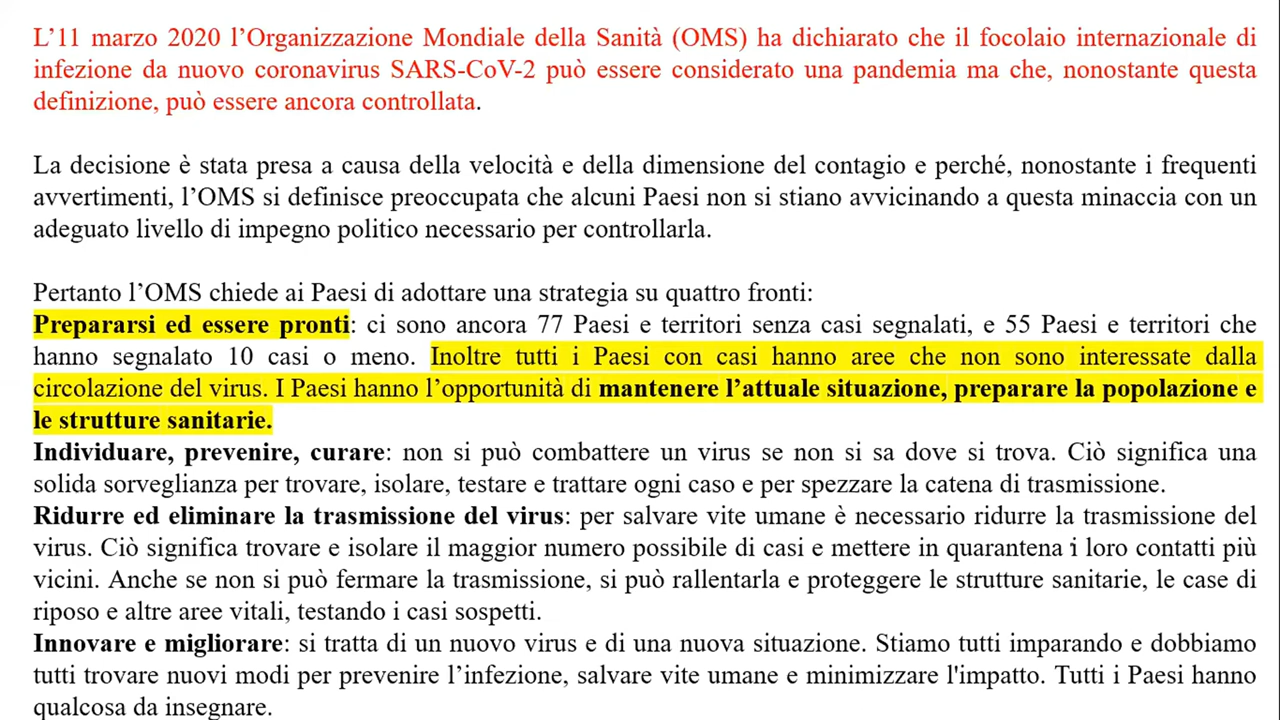 L’11 marzo 2020 l’Organizzazione Mondiale della Sanità (OMS) ha dichiarato che il focolaio internazionale di
infezione da nuovo coronavirus SARS-CoV-2 può essere considerato una pandemia ma che, nonostante questa
definizione, può essere ancora controllata.
La decisione è stata presa a causa della velocità e della dimensione del contagio e perché, nonostante i frequenti
avvertimenti, l’OMS si definisce preoccupata che alcuni Paesi non si stiano avvicinando a questa minaccia con un
adeguato livello di impegno politico necessario per controllarla.
Pertanto l’OMS chiede ai Paesi di adottare una strategia su quattro fronti:
Prepararsi ed essere pronti: ci sono ancora 77 Paesi e territori senza casi segnalati, e 55 Paesi e territori che
hanno segnalato 10 casi o meno. Inoltre tutti i Paesi con casi hanno aree che non sono interessate dalla
circolazione del virus. I Paesi hanno l’opportunità di mantenere l’attuale situazione, preparare la popolazione e
le strutture sanitarie.
Individuare, prevenire, curare: non si può combattere un virus se non si sa dove si trova. Ciò significa una
solida sorveglianza per trovare, isolare, testare e trattare ogni caso e per spezzare la catena di trasmissione.
Ridurre ed eliminare la trasmissione del virus: per salvare vite umane è necessario ridurre la trasmissione del
virus. Ciò significa trovare e isolare il maggior numero possibile di casi e mettere in quarantena i loro contatti più
vicini. Anche se non si può fermare la trasmissione, si può rallentarla e proteggere le strutture sanitarie, le case di
riposo e altre aree vitali, testando i casi sospetti.
Innovare e migliorare: si tratta di un nuovo virus e di una nuova situazione. Stiamo tutti imparando e dobbiamo
tutti trovare nuovi modi per prevenire l’infezione, salvare vite umane e minimizzare l'impatto. Tutti i Paesi hanno
qualcosa da insegnare.